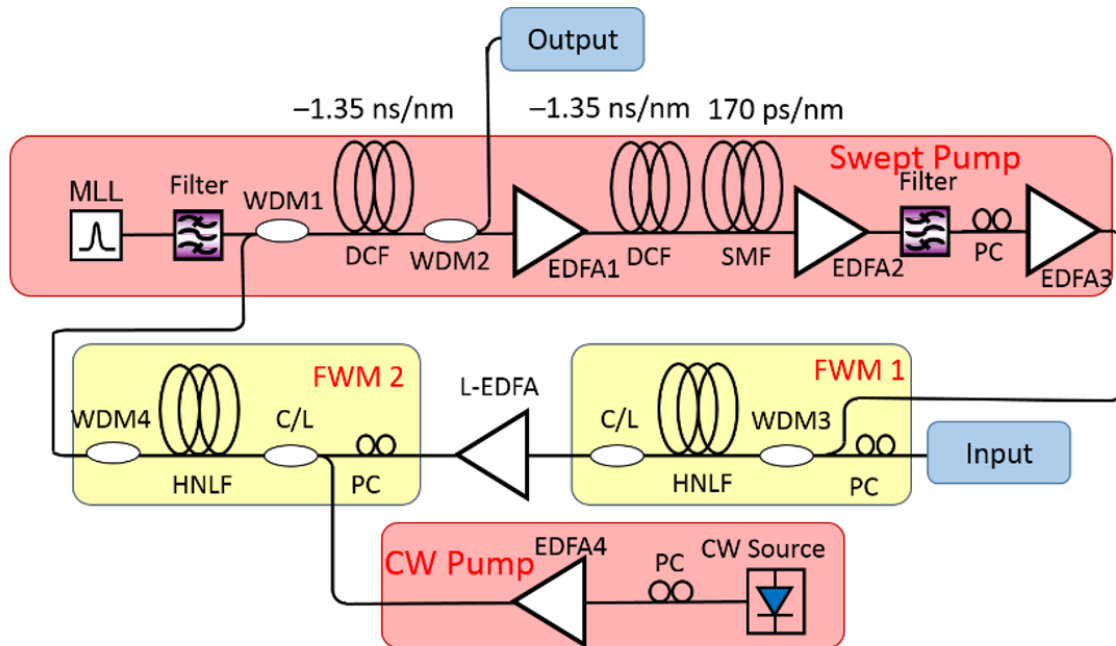 Output
–1.35 ns/nm
–1.35 ns/nm
170 ps/nm
Swept Pump
MLL
Filter
WDM1
DCF
WDM2
EDFA1
DCF
SMF
EDFA2
Filter
PC
EDFA3
FWM 2
WDM4
HNLF
C/L
PC
L-EDFA
FWM 1
C/L
HNLF
WDM3
PC
Input
CW Pump
EDFA4
PC
CW Source